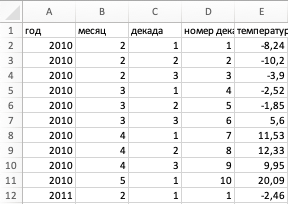 A B C D E
1 год месяц декада номер дека температур
2 2010 2 1 1 -8,24
3 2010 2 2 2 -10,2
4 2010 2 3 3 -3,9
5 2010 3 1 4 -2,52
6 2010 3 2 5 -1,85
7 2010 3 3 6 5,6
8 2010 4 1 7 11,53
9 2010 4 2 8 12,33
10 2010 4 3 9 9,95
11 2010 5 1 10 20,09
12 2011 2 1 1 -2,46